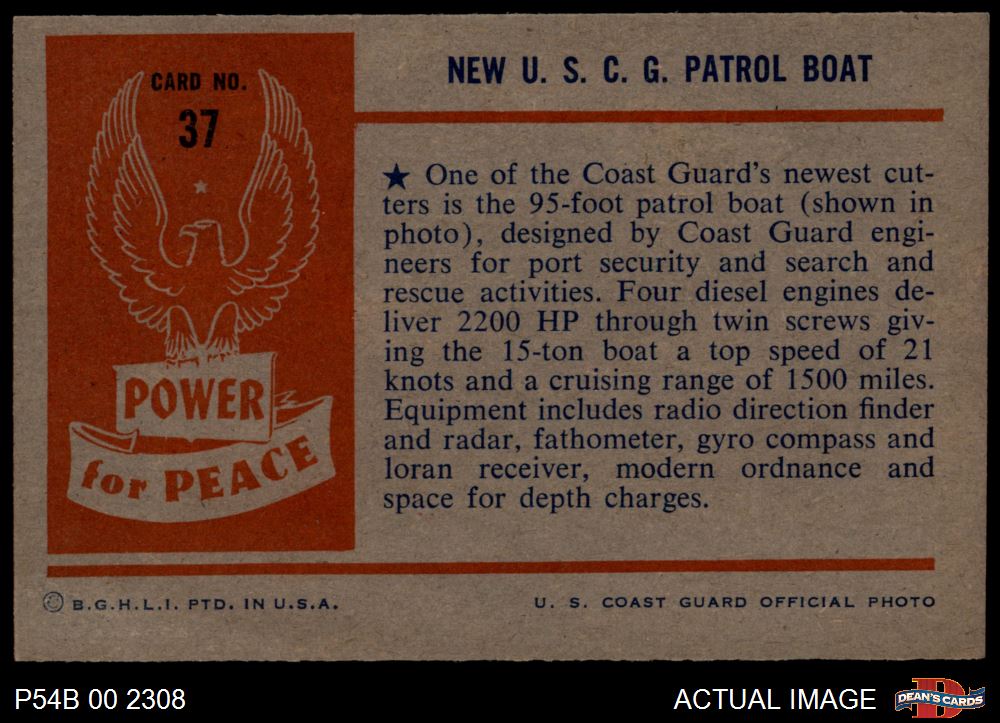 CARD NO.
37
POWER
for PEACE
NEW U. S. C. G. PATROL BOAT
★ One of the Coast Guard's newest cut-
ters is the 95-foot patrol boat (shown in
photo), designed by Coast Guard engi-
neers for port security and search and
rescue activities. Four diesel engines de-
liver 2200 HP through twin screws giv-
ing the 15-ton boat a top speed of 21
knots and a cruising range of 1500 miles.
Equipment includes radio direction finder
and radar, fathometer, gyro compass and
loran receiver, modern ordnance and
space for depth charges.
B.G.H.L.I. PTD. IN U.S.A.
U. S. COAST GUARD OFFICIAL PHOTO
P54B 00 2308
ACTUAL IMAGE
DEAN'S CARDS